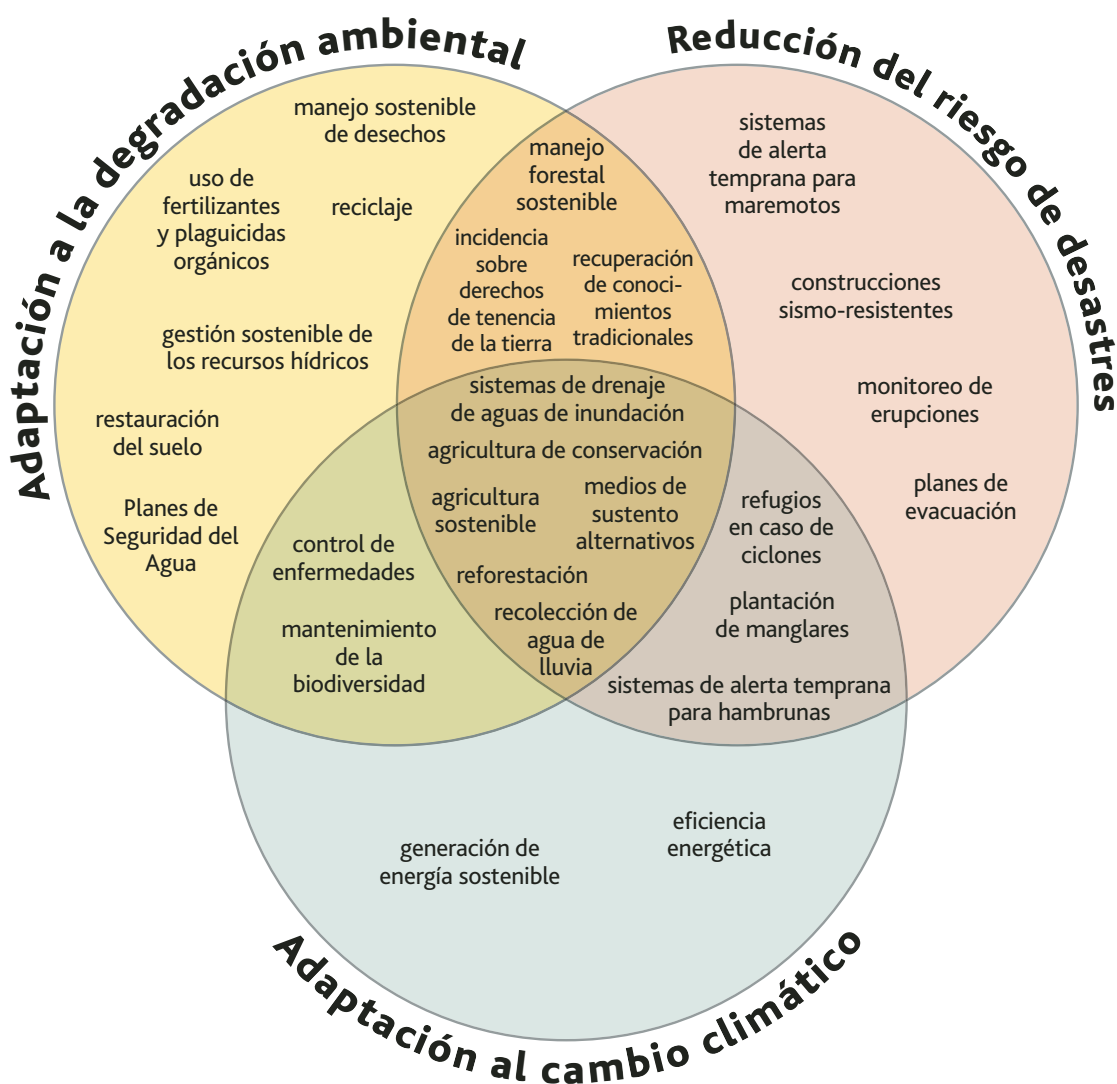 Adaptación a la degradación ambiental
Reducción del riesgo de desastres
manejo sostenible
de desechos
uso de
fertilizantes
y plaguicidas
orgánicos
reciclaje
gestión sostenible de
los recursos hídricos
restauración
del suelo
Planes de
Seguridad del
Agua
manejo
forestal
sostenible
incidencia
sobre
derechos
de tenencia
de la tierra
recuperación
de conoci-
mientos
tradicionales
sistemas
de alerta
temprana para
maremotos
construcciones
sismo-resistentes
monitoreo de
erupciones
planes de
evacuación
sistemas de drenaje
de aguas de inundación
agricultura de conservación
agricultura
sostenible
medios de
sustento
alternativos
reforestación
recolección de
agua de
lluvia
control de
enfermedades
mantenimiento
de la
biodiversidad
refugios
en caso de
ciclones
plantación
de manglares
sistemas de alerta temprana
para hambrunas
generación de
energía sostenible
eficiencia
energética
Adaptación al cambio climático